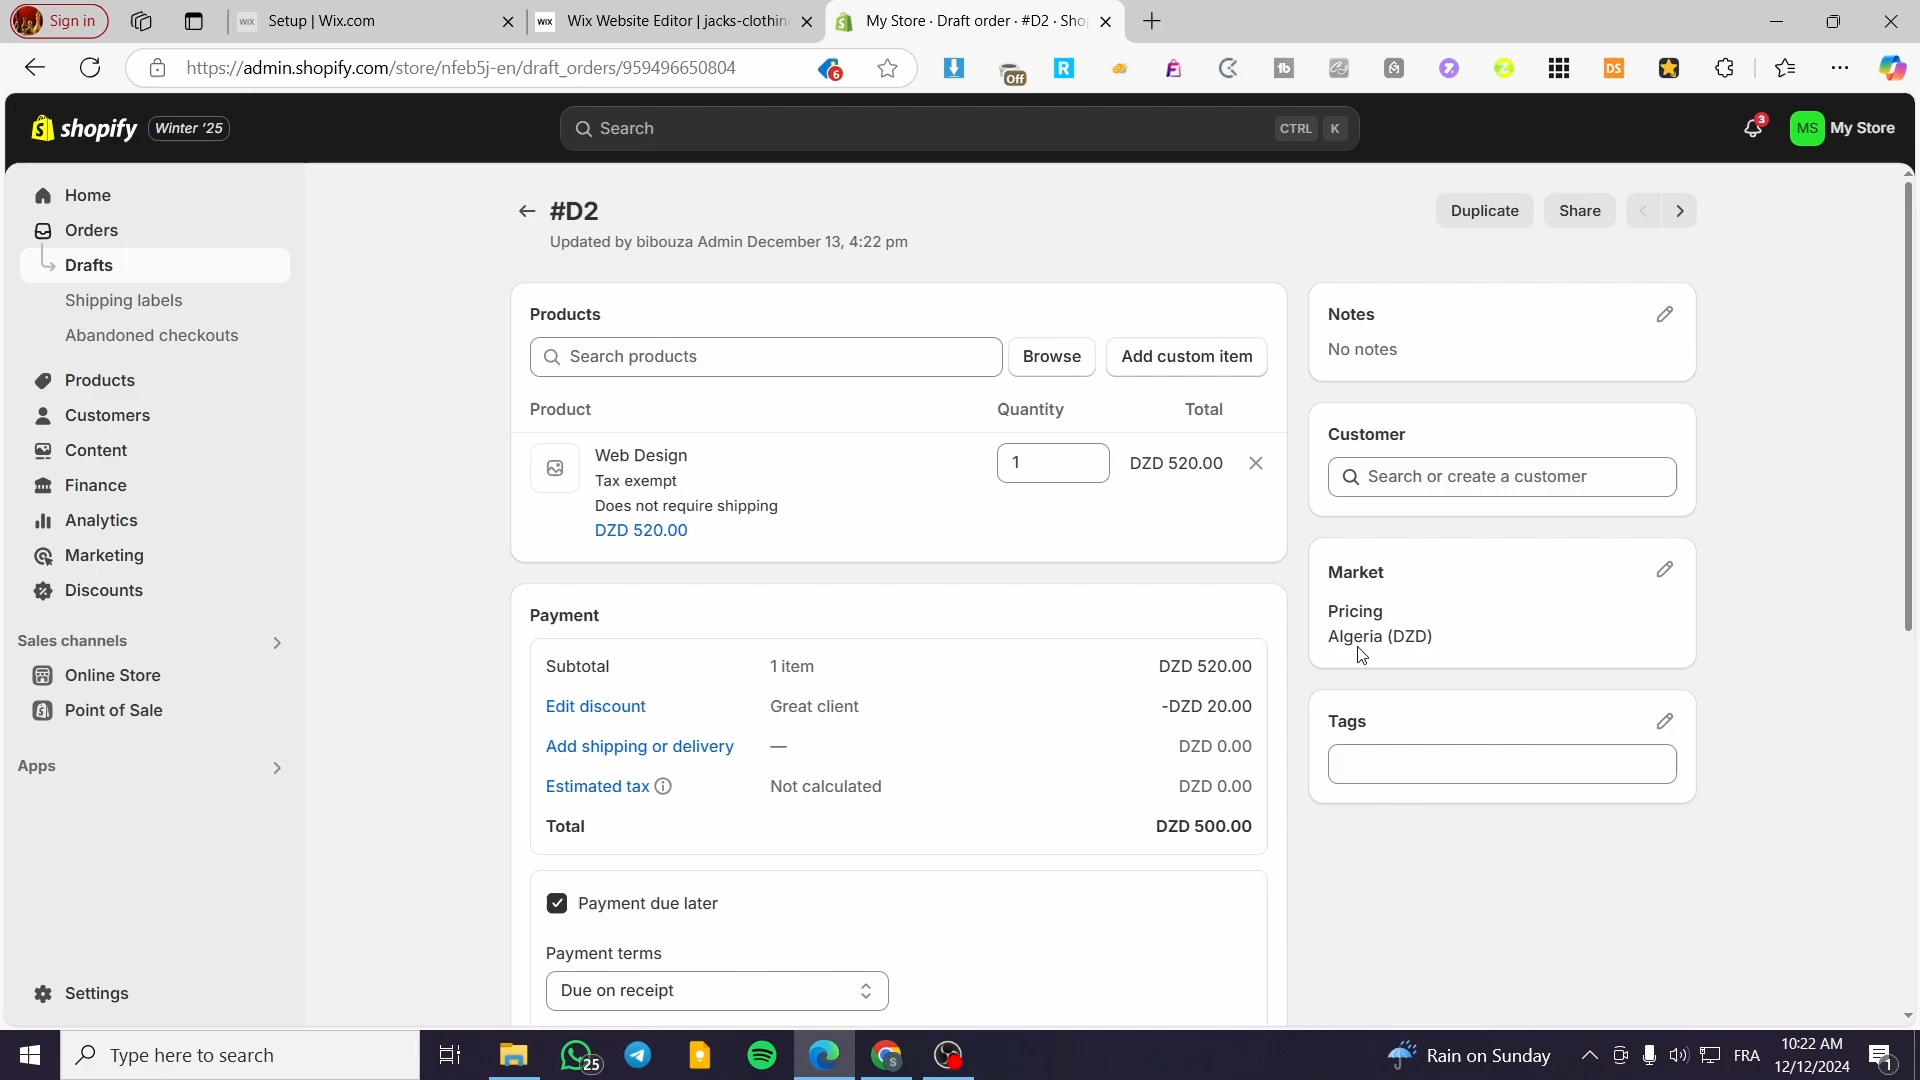 Sign in
Setup | Wix.com
Wix Website Editor | jacks-clothin
My Store · Draft order · #D2 · Sho
https://admin.shopify.com/store/nfeb5j-en/draft_orders/959496650804
6
Off
R
tb
DS
shopify
Winter '25
Search
CTRL K
3
MS
My Store
Home
Orders
Drafts
Shipping labels
Abandoned checkouts
Products
Customers
Content
Finance
Analytics
Marketing
Discounts
Sales channels
Online Store
Point of Sale
Apps
Settings
#D2
Updated by bibouza Admin December 13, 4:22 pm
Duplicate
Share
Products
Search products
Browse
Add custom item
Product Quantity Total
Web Design 1 DZD 520.00
Tax exempt
Does not require shipping
DZD 520.00
Payment
Subtotal 1 item DZD 520.00
Edit discount Great client -DZD 20.00
Add shipping or delivery — DZD 0.00
Estimated tax Not calculated DZD 0.00
Total DZD 500.00
Payment due later
Payment terms
Due on receipt
Notes
No notes
Customer
Search or create a customer
Market
Pricing
Algeria (DZD)
Tags
Type here to search
25
Rain on Sunday
FRA
10:22 AM
12/12/2024
1